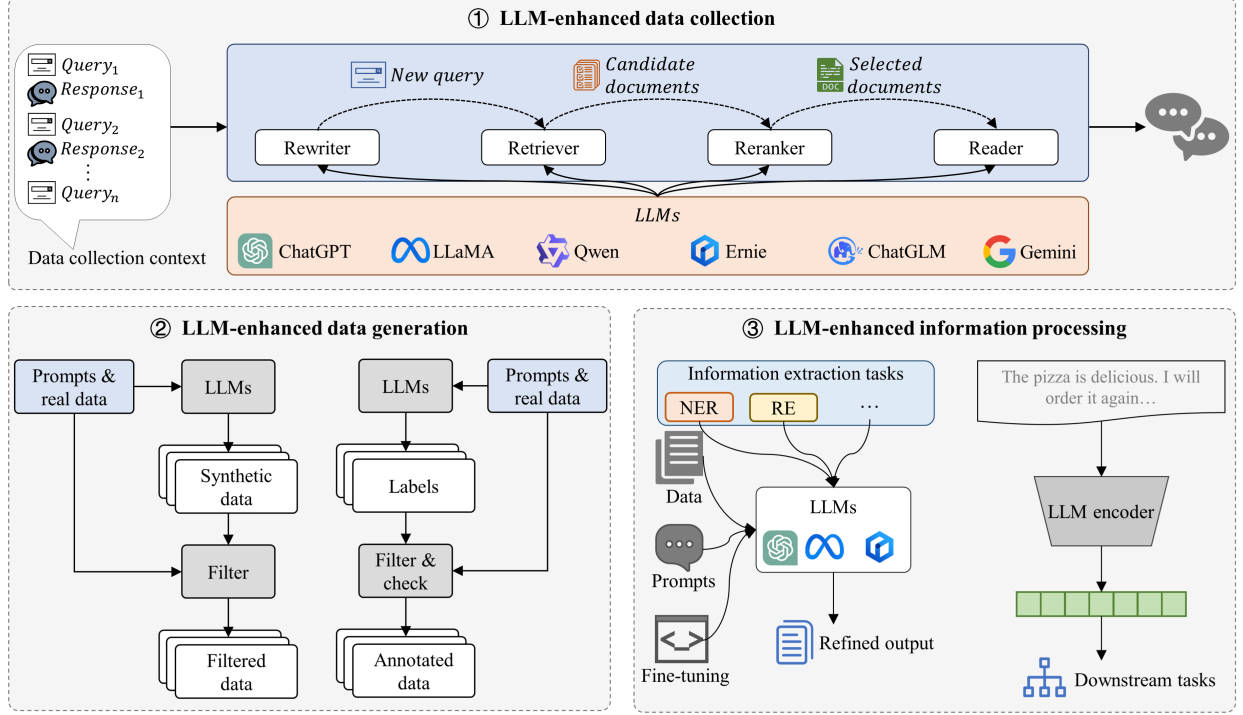 ① LLM-enhanced data collection
Query1
Response1
Query2
Response2
⋮
Queryn
Data collection context
New query
Candidate
documents
Selected
documents
DOC
Rewriter
Retriever
Reranker
Reader
LLMs
ChatGPT
LLaMA
Qwen
Ernie
ChatGLM
Gemini
② LLM-enhanced data generation
Prompts &
real data
LLMs
LLMs
Prompts &
real data
Synthetic
data
Labels
Filter
Filter &
check
Filtered
data
Annotated
data
③ LLM-enhanced information processing
Information extraction tasks
NER
RE
…
Data
Prompts
Fine-tuning
LLMs
Refined output
The pizza is delicious. I will
order it again…
LLM encoder
Downstream tasks